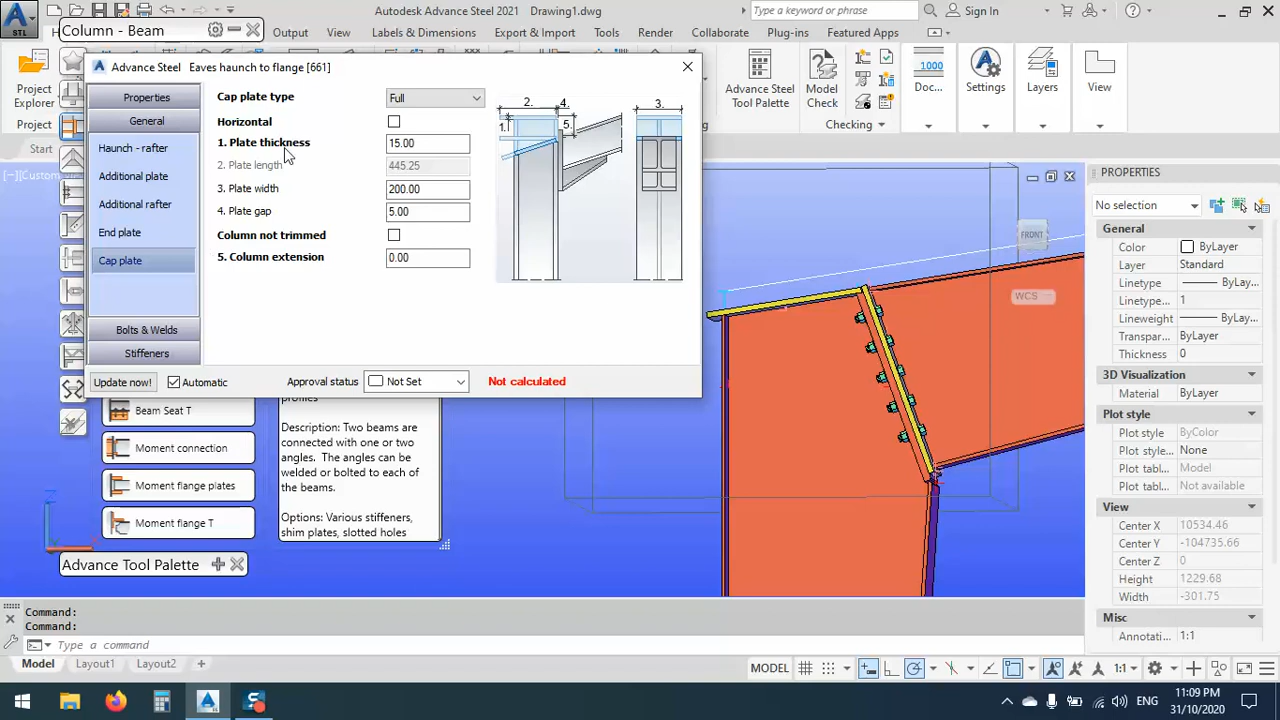 Autodesk Advance Steel 2021 Drawing1.dwg
Type a keyword or phrase
Sign In
STL
Column - Beam
Output View Labels & Dimensions Export & Import Tools Render Collaborate Plug-ins Featured Apps
Project
Explorer
Project
Advance Steel
Tool Palette
Model
Check
1000
Doc...
Settings
Layers
View
Checking
Start
Advance Steel Eaves haunch to flange [661]
Properties
General
Haunch - rafter
Additional plate
Additional rafter
End plate
Cap plate
Bolts & Welds
Stiffeners
Cap plate type Full
Horizontal
1. Plate thickness 15.00
2. Plate length 445.25
3. Plate width 200.00
4. Plate gap 5.00
Column not trimmed
5. Column extension 0.00
2. 4. 3.
1. 5.
Update now! Automatic Approval status Not Set Not calculated
Beam Seat T
Moment connection
Moment flange plates
Moment flange T
Advance Tool Palette
profiles
Description: Two beams are
connected with one or two
angles. The angles can be
welded or bolted to each of
the beams.
Options: Various stiffeners,
shim plates, slotted holes
FRONT
WCS
PROPERTIES
No selection
General
Color ByLayer
Layer Standard
Linetype ByLay...
Linetype... 1
Lineweight ByLay...
Transpar... ByLayer
Thickness 0
3D Visualization
Material ByLayer
Plot style
Plot style ByColor
Plot style... None
Plot tabl... Model
Plot tabl... Not available
View
Center X 10534.46
Center Y -104735.66
Center Z 0
Height 1229.68
Width -301.75
Misc
Annotati... 1:1
Command:
Command:
Type a command
Model Layout1 Layout2 +
MODEL
1:1
ENG
11:09 PM
31/10/2020